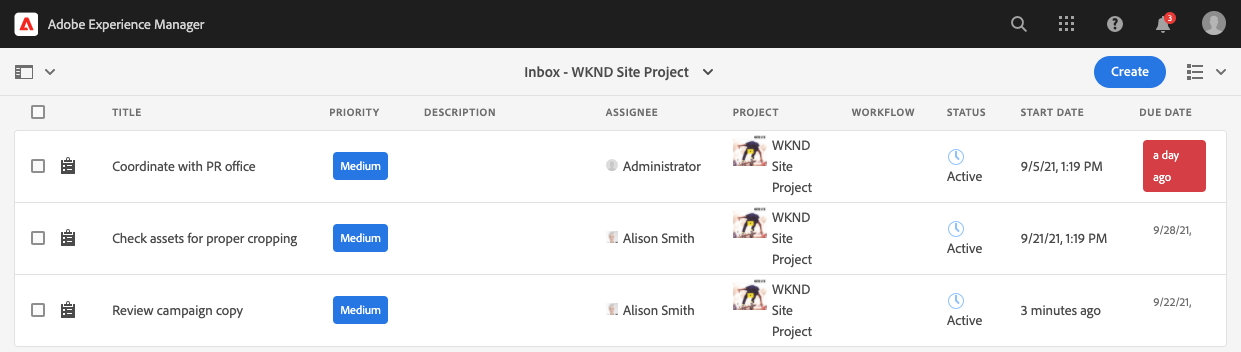 Adobe Experience Manager
3
Inbox - WKND Site Project
Create
TITLE PRIORITY DESCRIPTION ASSIGNEE PROJECT WORKFLOW STATUS START DATE DUE DATE
Coordinate with PR office Medium Administrator WKND Site Project Active 9/5/21, 1:19 PM a day ago
Check assets for proper cropping Medium Alison Smith WKND Site Project Active 9/21/21, 1:19 PM 9/28/21,
Review campaign copy Medium Alison Smith WKND Site Project Active 3 minutes ago 9/22/21,